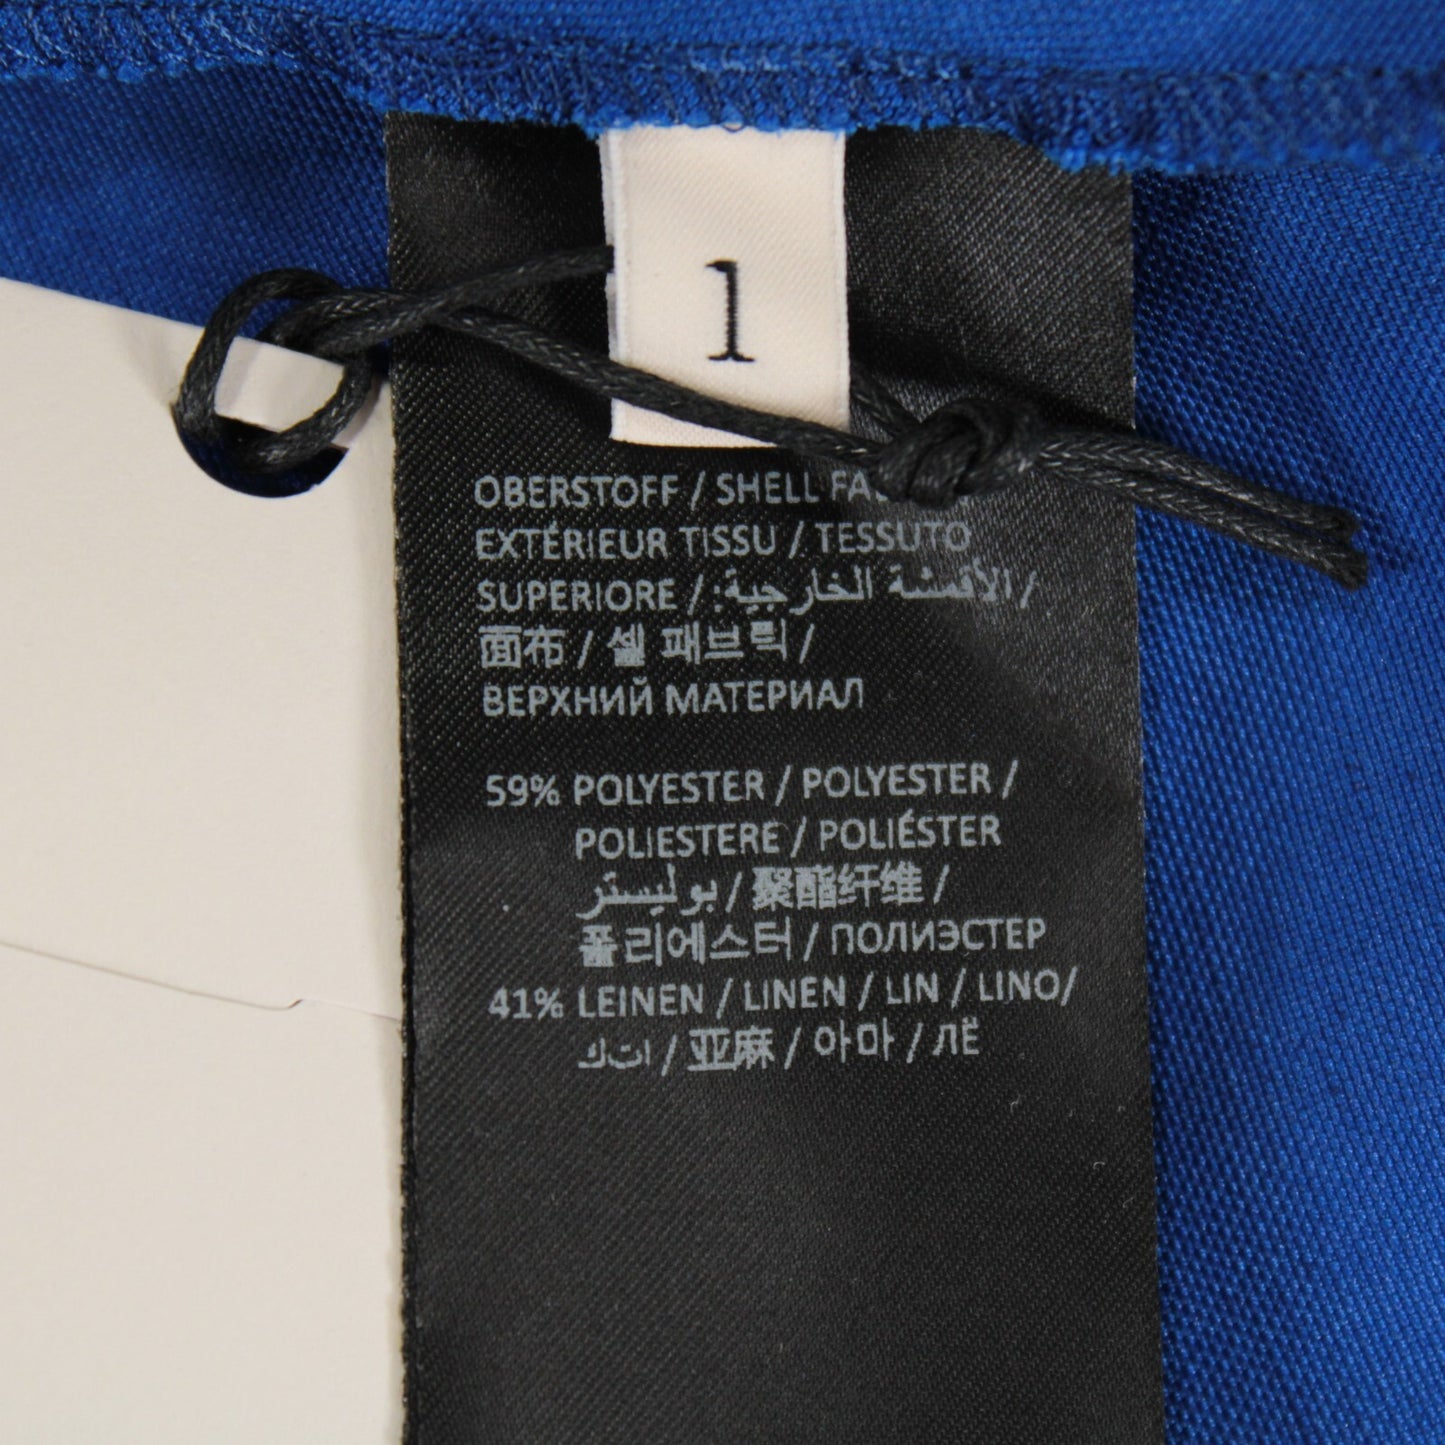 1
OBERSTOFF / SHELL
EXTÉRIEUR TISSU / TESSUTO
SUPERIORE / الأقمشة الخارجية: /
面布 / 셸 패브릭 /
ВЕРХНИЙ МАТЕРИАЛ
59% POLYESTER / POLYESTER /
POLIESTERE / POLIÉSTER
بوليستر / 聚酯纤维 /
폴리에스터 / ПОЛИЭСТЕР
41% LEINEN / LINEN / LIN / LINO/
اتك / 亚麻 / 아마 / ЛЁ